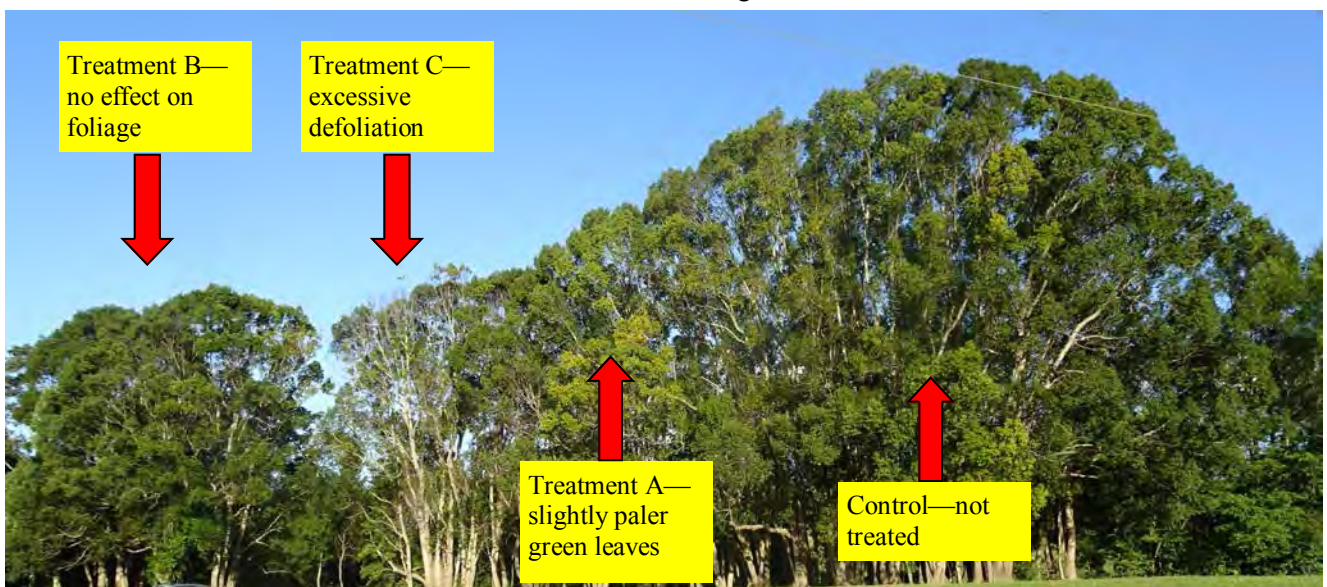 Treatment B—
no effect on
foliage
Treatment C—
excessive
defoliation
Treatment A—
slightly paler
green leaves
Control—not
treated